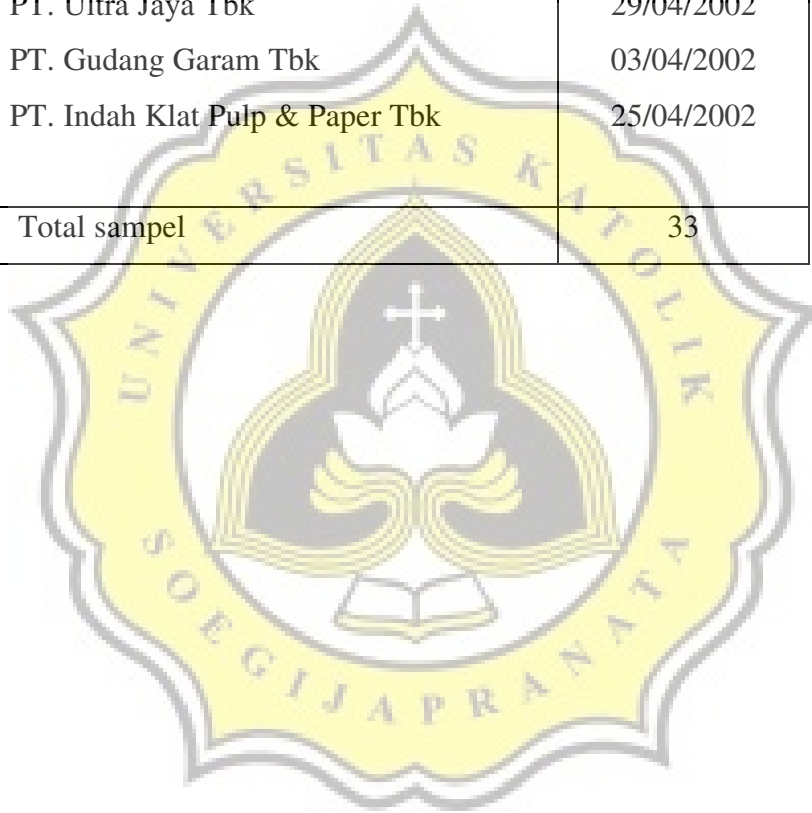 PT. Ultra Jaya Tbk 29/04/2002
PT. Gudang Garam Tbk 03/04/2002
PT. Indah Klat Pulp & Paper Tbk 25/04/2002
Total sampel 33
UNIVERSITAS KATOLIK
SOEGIJAPRANATA